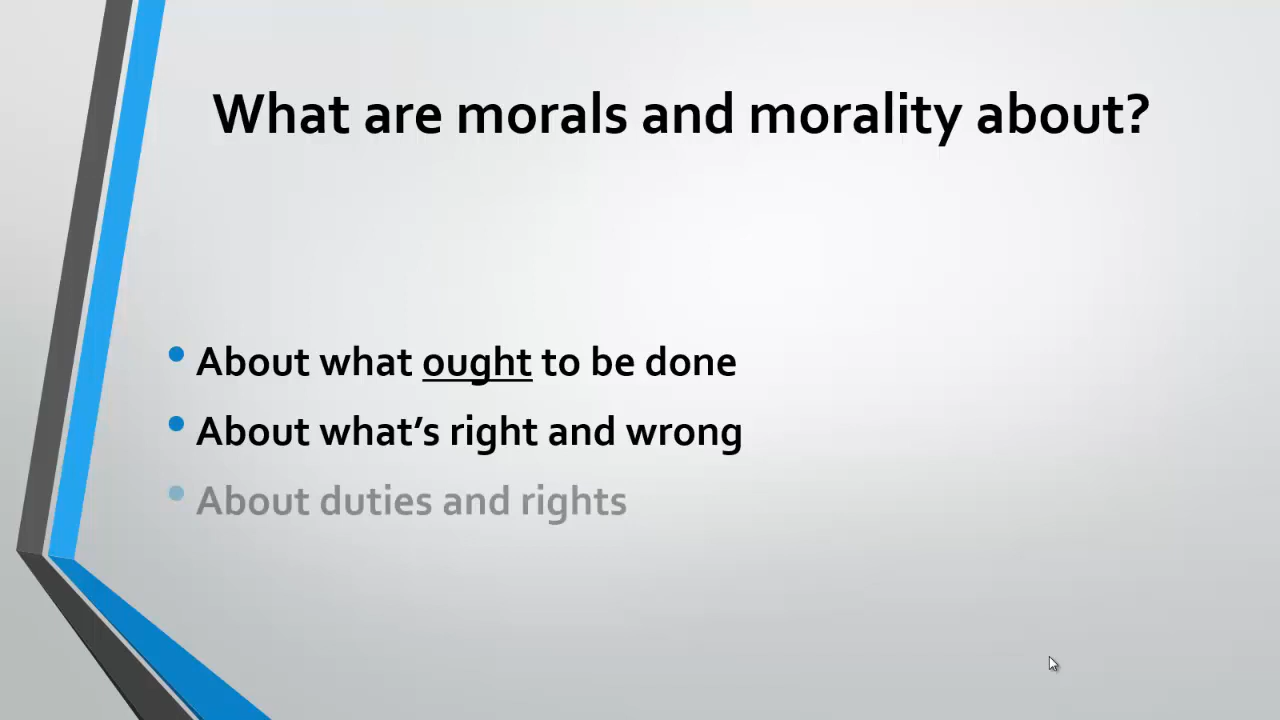 What are morals and morality about?
• About what ought to be done
• About what’s right and wrong
• About duties and rights